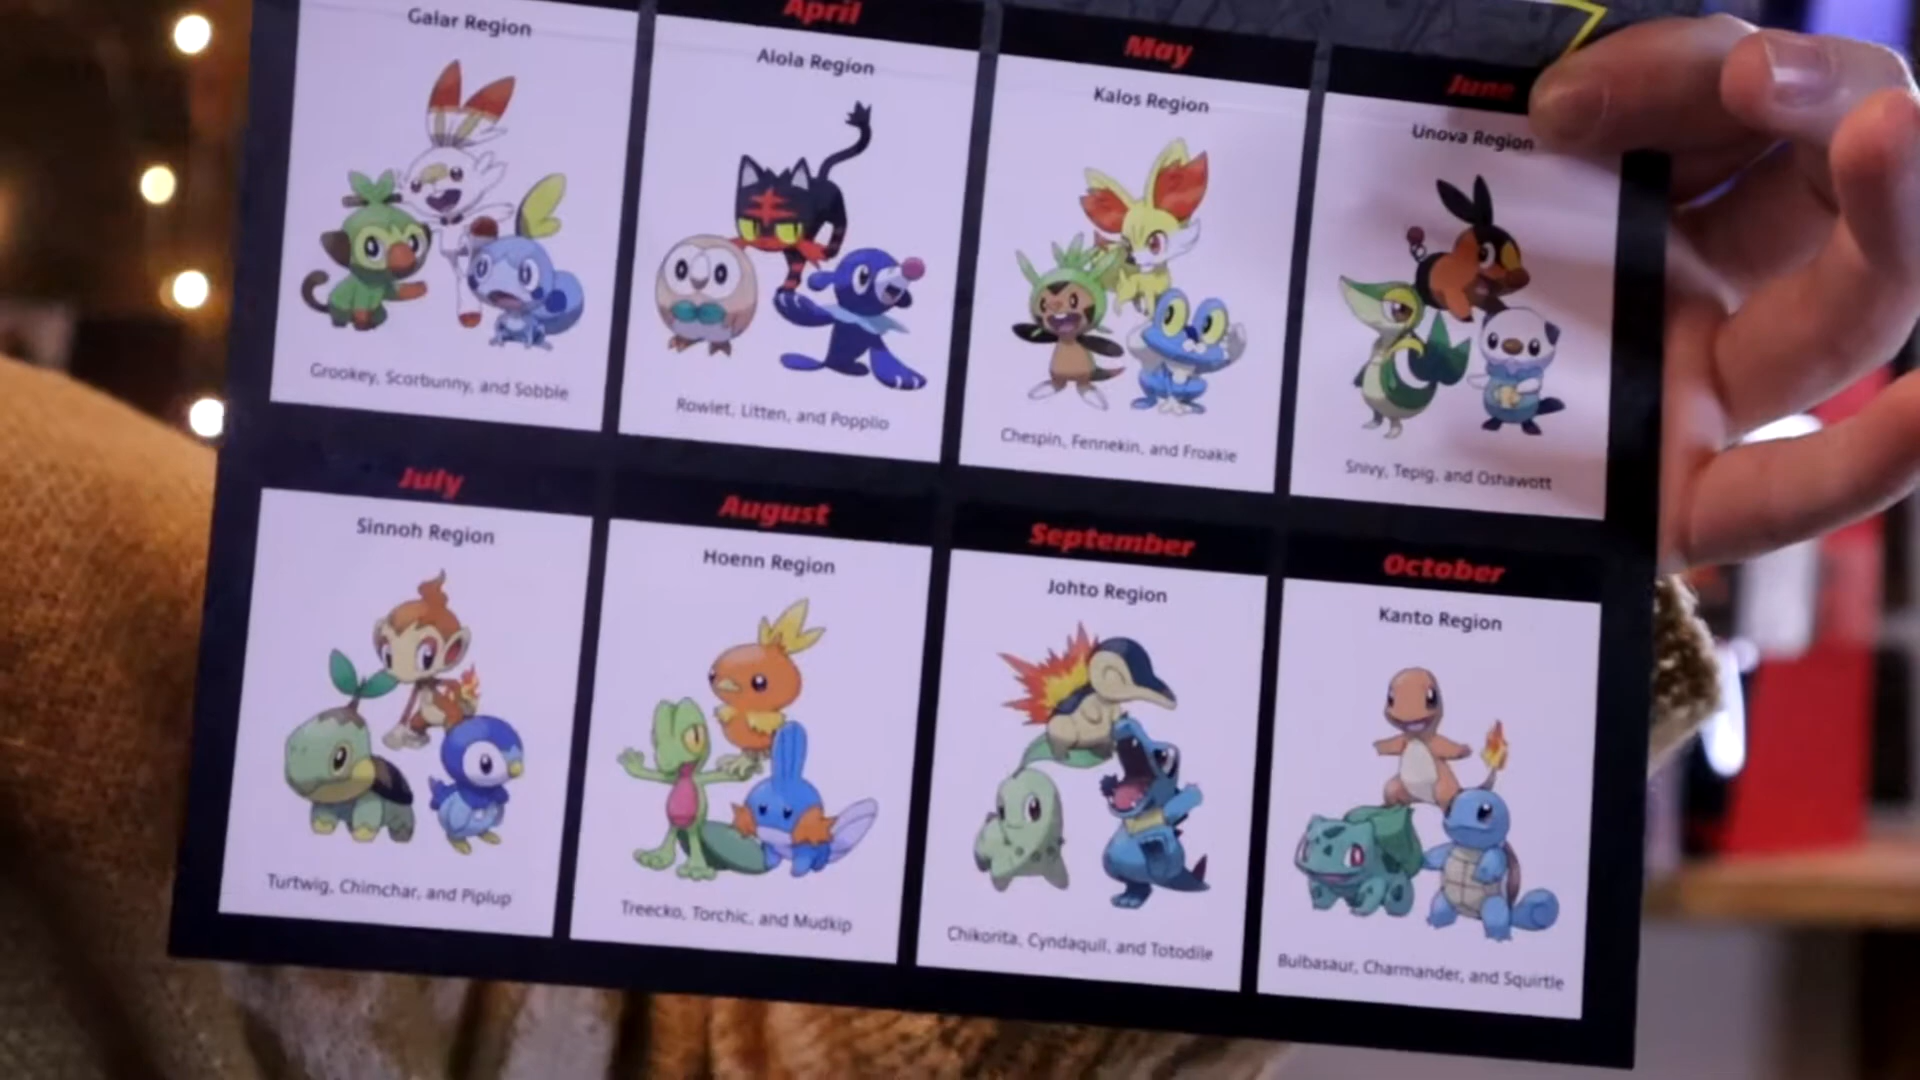 Galar Region
Grookey, Scorbunny, and Sobble
April
Alola Region
Rowlet, Litten, and Popplio
May
Kalos Region
Chespin, Fennekin, and Froakie
June
Unova Region
Snivy, Tepig, and Oshawott
July
Sinnoh Region
Turtwig, Chimchar, and Piplup
August
Hoenn Region
Treecko, Torchic, and Mudkip
September
Johto Region
Chikorita, Cyndaquil, and Totodile
October
Kanto Region
Bulbasaur, Charmander, and Squirtle